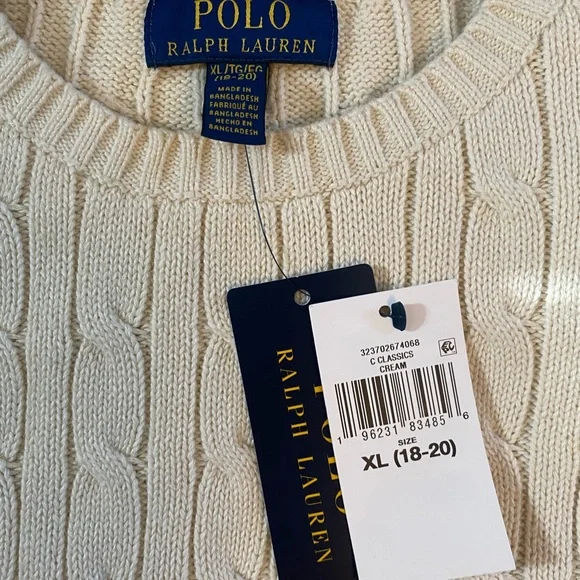 POLO
RALPH LAUREN
XL/TG/EG
(18-20)
MADE IN
BANGLADESH
FABRIQUÉ AU
BANGLADESH
HECHO EN
BANGLADESH
POLO
RALPH LAUREN
323702674068
C CLASSICS
CREAM
1 96231 83485 6
SIZE
XL (18-20)